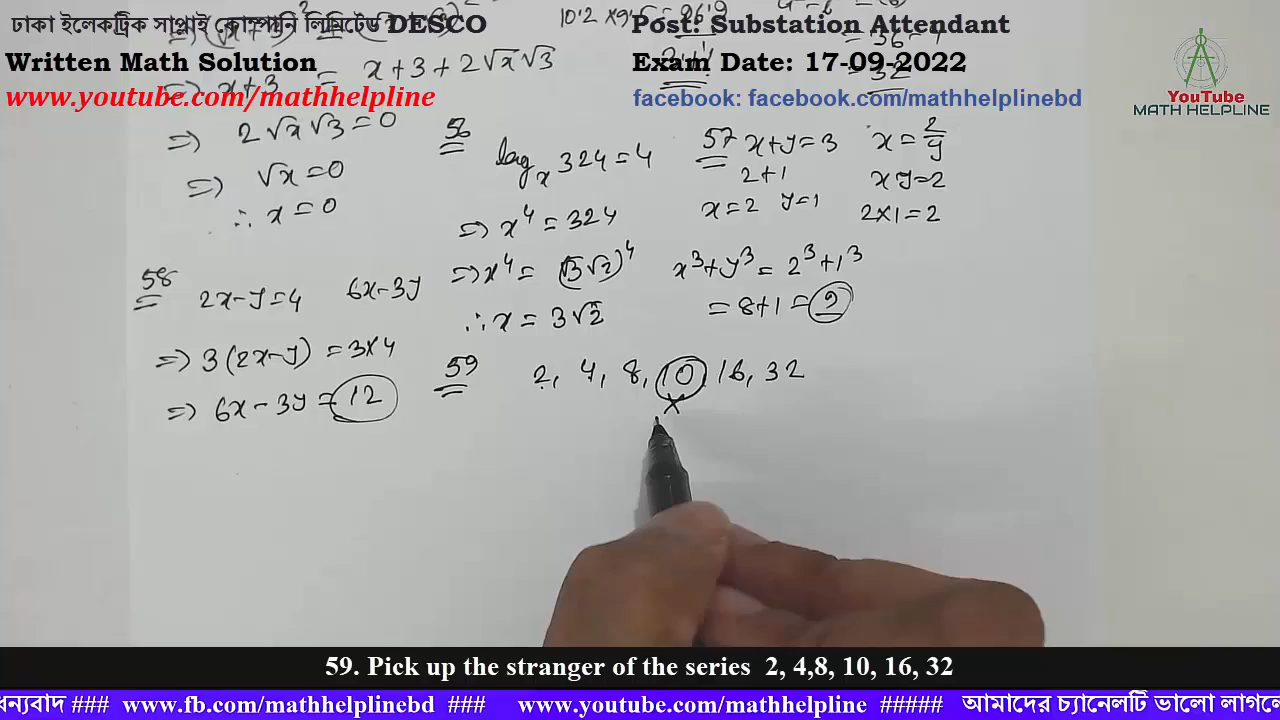 ঢাকা ইলেকট্রিক সাপ্লাই কোম্পানি লিমিটেড DESCO
Written Math Solution
www.youtube.com/mathhelpline
Post: Substation Attendant
Exam Date: 17-09-2022
facebook: facebook.com/mathhelplinebd
YouTube
MATH HELPLINE
⇒ x+3 = x+3+2√x√3
⇒ 2√x√3=0
⇒ √x=0
∴ x=0
56 logₓ324=4
⇒ x⁴=324
⇒x⁴=(3√2)⁴
∴x=3√2
57 x+y=3 x=2/y
2+1 xy=2
x=2 y=1 2×1=2
x³+y³=2³+1³
=8+1=9
58 2x-y=4 6x-3y
⇒3(2x-y)=3×4
⇒6x-3y=12
59 2, 4, 8, 10, 16, 32
×
59. Pick up the stranger of the series 2, 4,8, 10, 16, 32
ধন্যবাদ ### www.fb.com/mathhelplinebd ##### www.youtube.com/mathhelpline ##### আমাদের চ্যানেলটি ভালো লাগলে